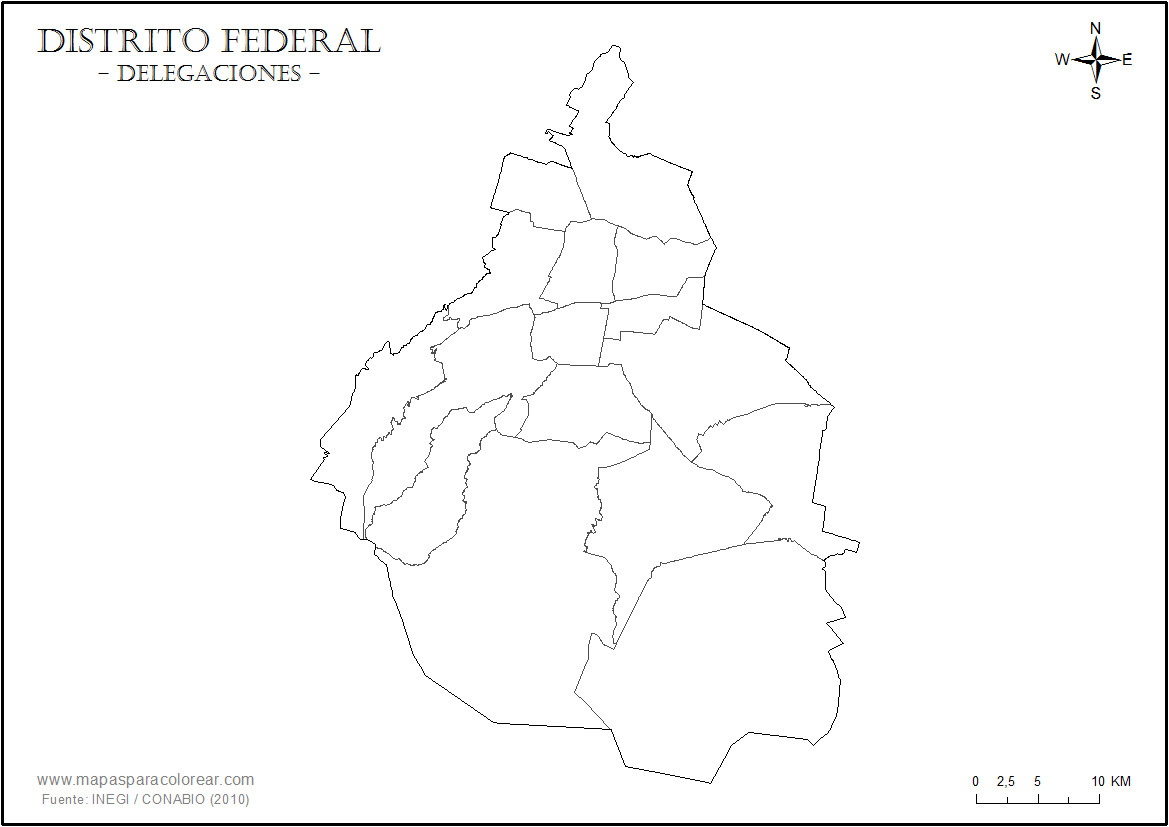 DISTRITO FEDERAL
- DELEGACIONES -
N
W E
S
www.mapasparacolorear.com
Fuente: INEGI / CONABIO (2010)
0 2,5 5 10 KM